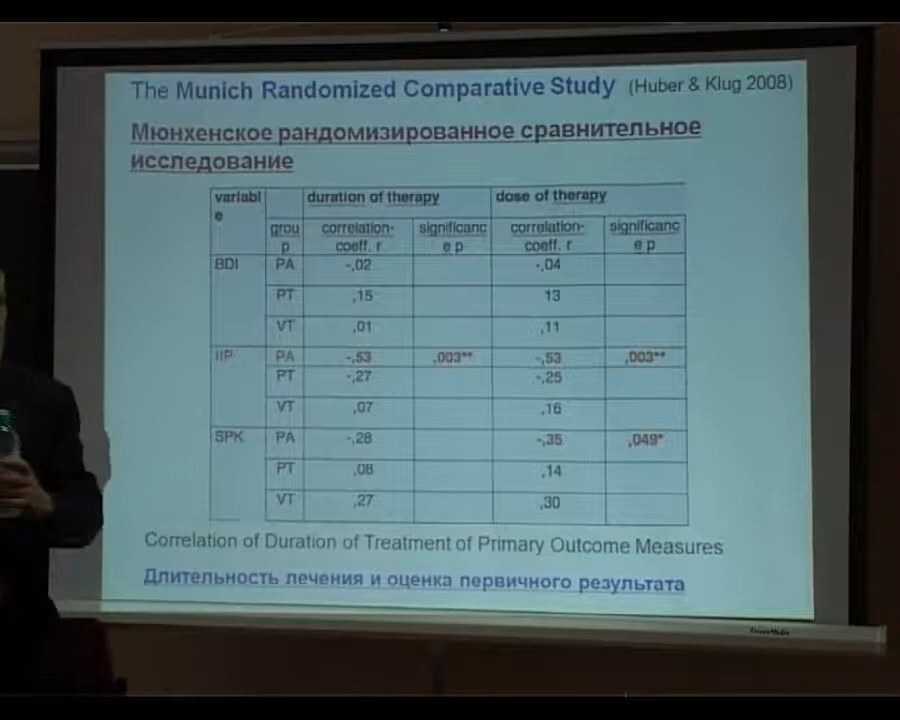 The Munich Randomized Comparative Study (Huber & Klug 2008)
Мюнхенское рандомизированное сравнительное
исследование
variabl duration of therapy dose of therapy
e
grou correlation- significanc correlation- significanc
p coeff. r e p coeff. r e p
BDI PA -,02 -,04
PT ,15 13
VT ,01 ,11
IIP PA -,53 ,003** -,53 ,003**
PT -,27 -,25
VT ,07 ,16
SPK PA -,28 -,35 ,049*
PT ,08 ,14
VT ,27 ,30
Correlation of Duration of Treatment of Primary Outcome Measures
Длительность лечения и оценка первичного результата